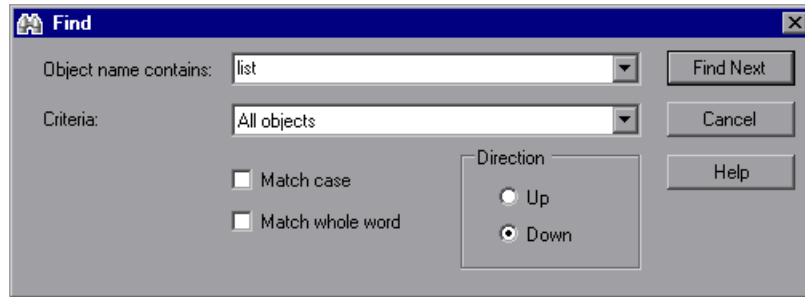 Find
Object name contains: list Find Next
Criteria: All objects Cancel
Direction
Match case Help
Up
Match whole word
Down